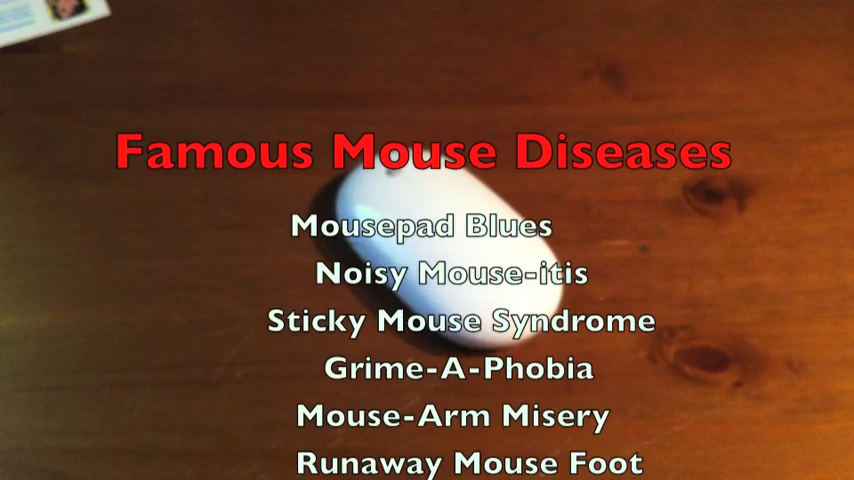 Famous Mouse Diseases
Mousepad Blues
Noisy Mouse-itis
Sticky Mouse Syndrome
Grime-A-Phobia
Mouse-Arm Misery
Runaway Mouse Foot